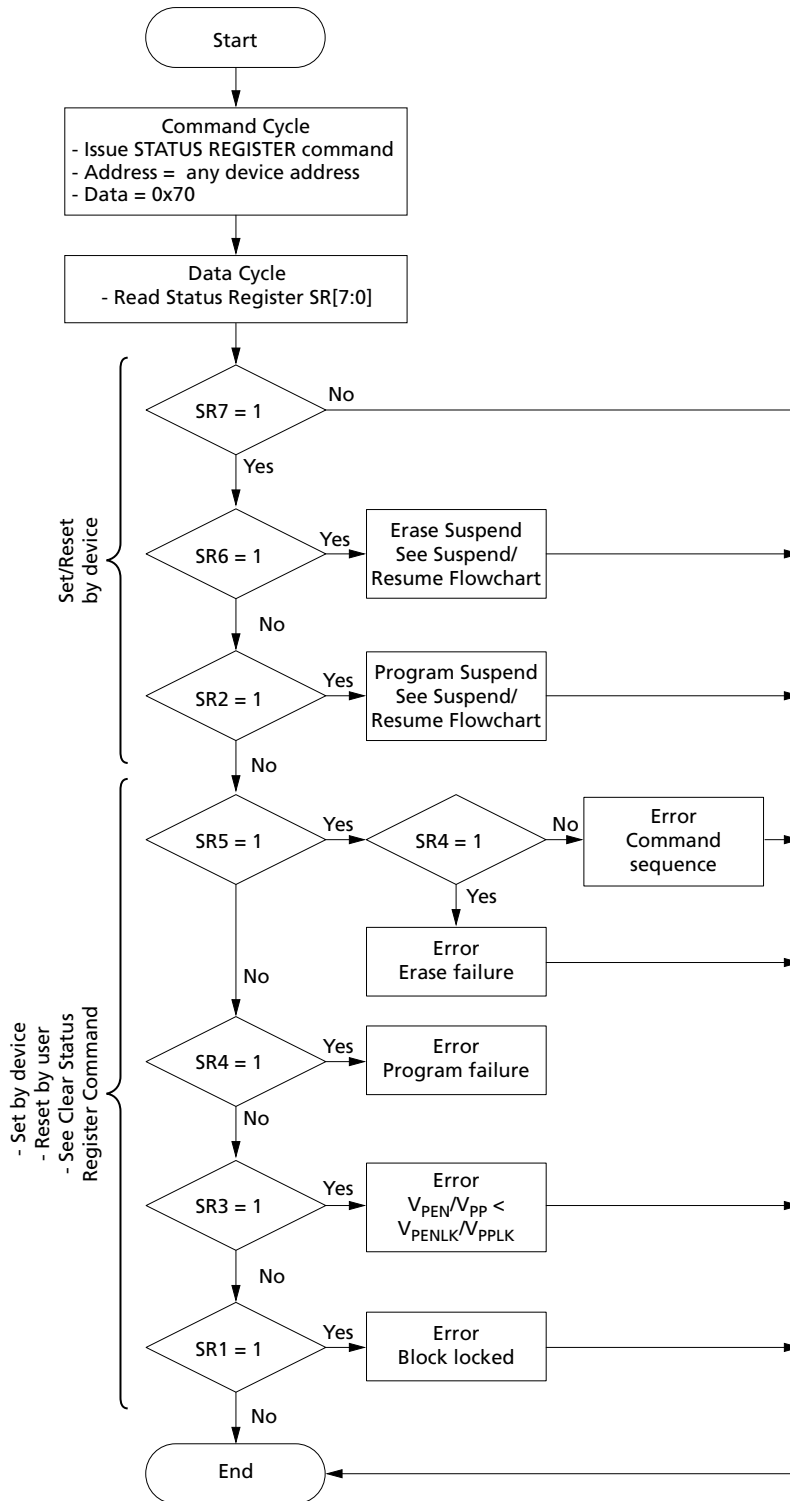 Start
Command Cycle
- Issue STATUS REGISTER command
- Address = any device address
- Data = 0x70
Data Cycle
- Read Status Register SR[7:0]
Set/Reset
by device
SR7 = 1
No
Yes
SR6 = 1
Yes
Erase Suspend
See Suspend/
Resume Flowchart
No
SR2 = 1
Yes
Program Suspend
See Suspend/
Resume Flowchart
No
- Set by device
- Reset by user
- See Clear Status
Register Command
SR5 = 1
Yes
SR4 = 1
No
Error
Command
sequence
Yes
Error
Erase failure
No
SR4 = 1
Yes
Error
Program failure
No
SR3 = 1
Yes
Error
VPEN/VPP <
VPENLK/VPPLK
No
SR1 = 1
Yes
Error
Block locked
No
End